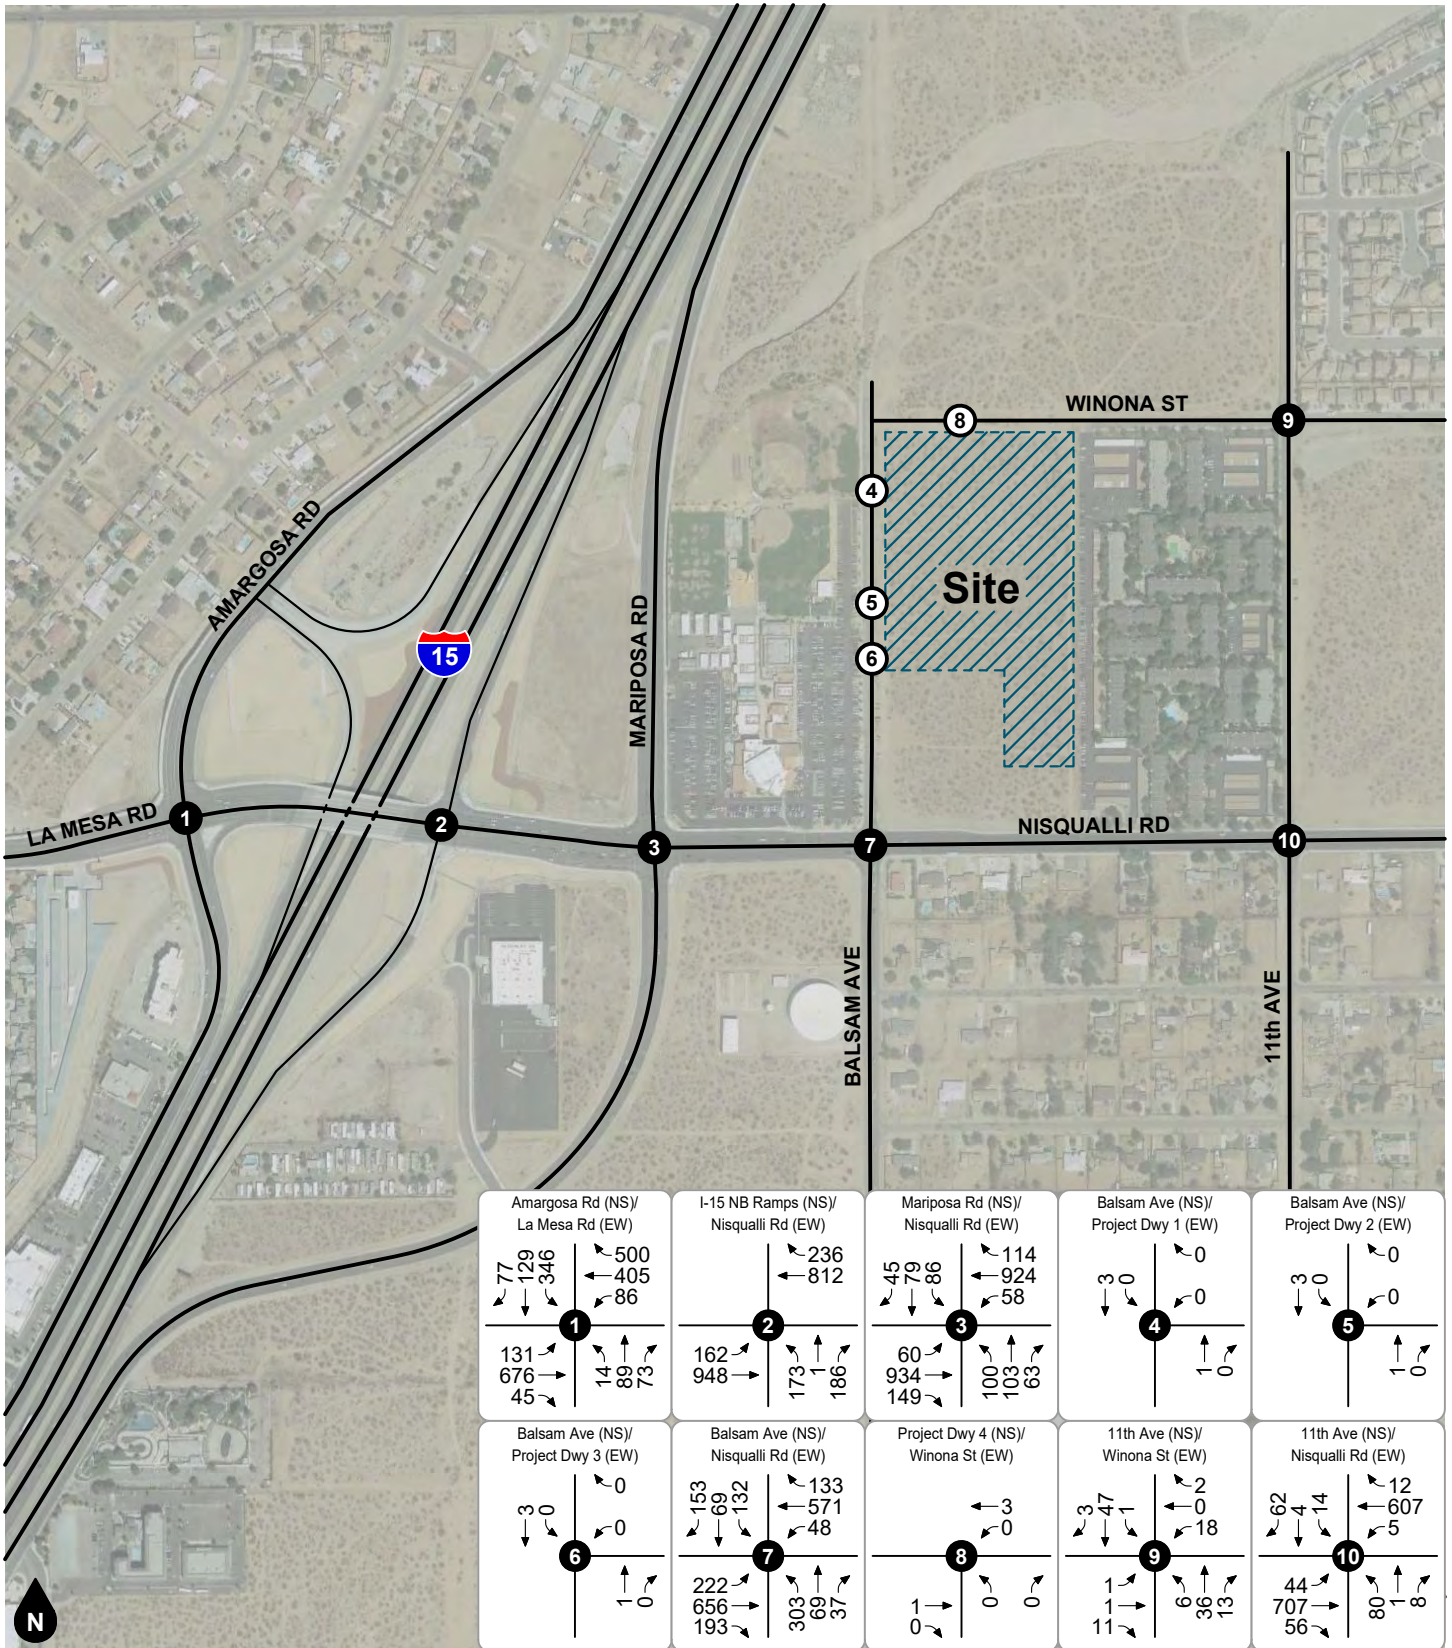 WINONA ST
8
9
4
AMARGOSA RD
Site
5
MARIPOSA RD
15
6
LA MESA RD
1
2
3
7
NISQUALLI RD
10
BALSAM AVE
11th AVE
Amargosa Rd (NS)/
La Mesa Rd (EW)
77 129 346
500
405
86
1
131
676
45
14 89 73
I-15 NB Ramps (NS)/
Nisqualli Rd (EW)
236
812
2
162
948
173 1 186
Mariposa Rd (NS)/
Nisqualli Rd (EW)
45 79 86
114
924
58
3
60
934
149
100 103 63
Balsam Ave (NS)/
Project Dwy 1 (EW)
3 0
0
0
4
1 0
Balsam Ave (NS)/
Project Dwy 2 (EW)
3 0
0
0
5
1 0
Balsam Ave (NS)/
Project Dwy 3 (EW)
3 0
0
0
6
1 0
Balsam Ave (NS)/
Nisqualli Rd (EW)
153 69 132
133
571
48
7
222
656
193
303 69 37
Project Dwy 4 (NS)/
Winona St (EW)
3
0
8
1
0
0 0
11th Ave (NS)/
Winona St (EW)
3 47 1
2
0
18
9
1
1
11
6 36 13
11th Ave (NS)/
Nisqualli Rd (EW)
62 4 14
12
607
5
10
44
707
56
80 1 8
N